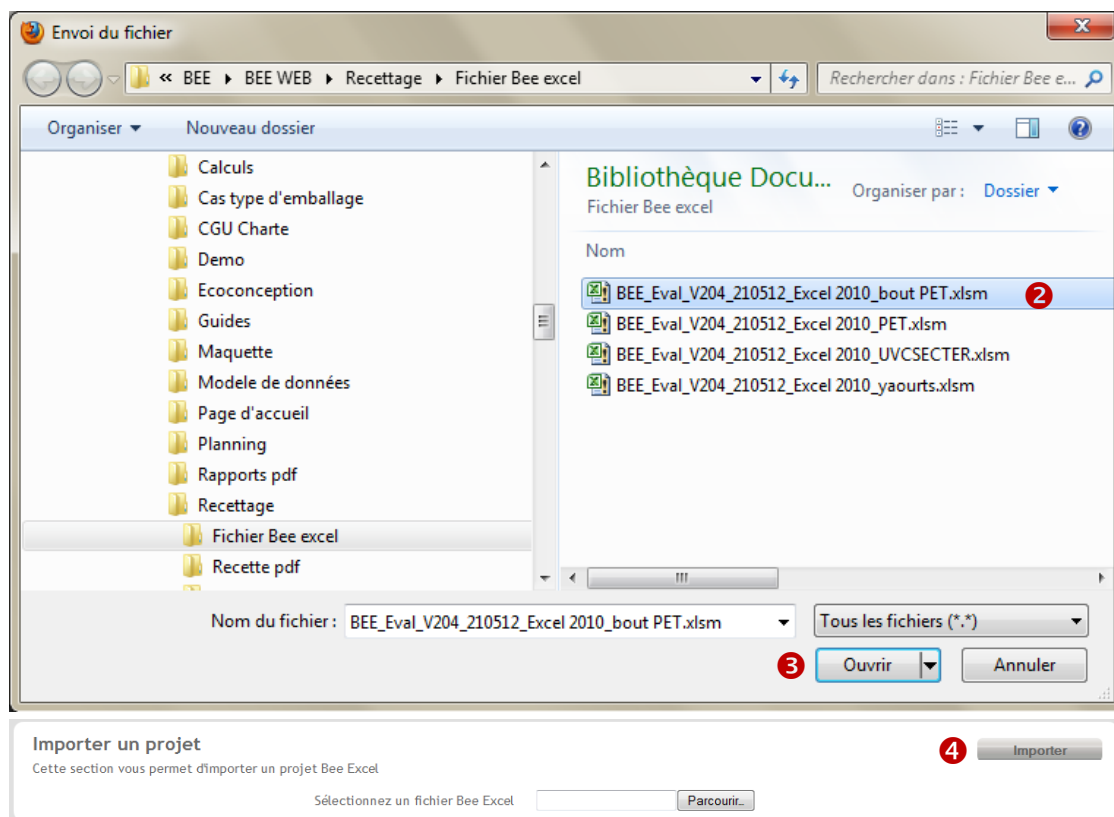 Envoi du fichier
x
« BEE ▸ BEE WEB ▸ Recettage ▸ Fichier Bee excel
Rechercher dans : Fichier Bee e...
Organiser ▾ Nouveau dossier
Calculs
Cas type d'emballage
CGU Charte
Demo
Ecoconception
Guides
Maquette
Modele de données
Page d'accueil
Planning
Rapports pdf
Recettage
Fichier Bee excel
Recette pdf
Bibliothèque Docu...
Fichier Bee excel
Organiser par : Dossier ▾
Nom
BEE_Eval_V204_210512_Excel 2010_bout PET.xlsm 2
BEE_Eval_V204_210512_Excel 2010_PET.xlsm
BEE_Eval_V204_210512_Excel 2010_UVCSECTER.xlsm
BEE_Eval_V204_210512_Excel 2010_yaourts.xlsm
Nom du fichier : BEE_Eval_V204_210512_Excel 2010_bout PET.xlsm Tous les fichiers (*.*)
3 Ouvrir Annuler
Importer un projet
4 Importer
Cette section vous permet d'importer un projet Bee Excel
Sélectionnez un fichier Bee Excel Parcourir...